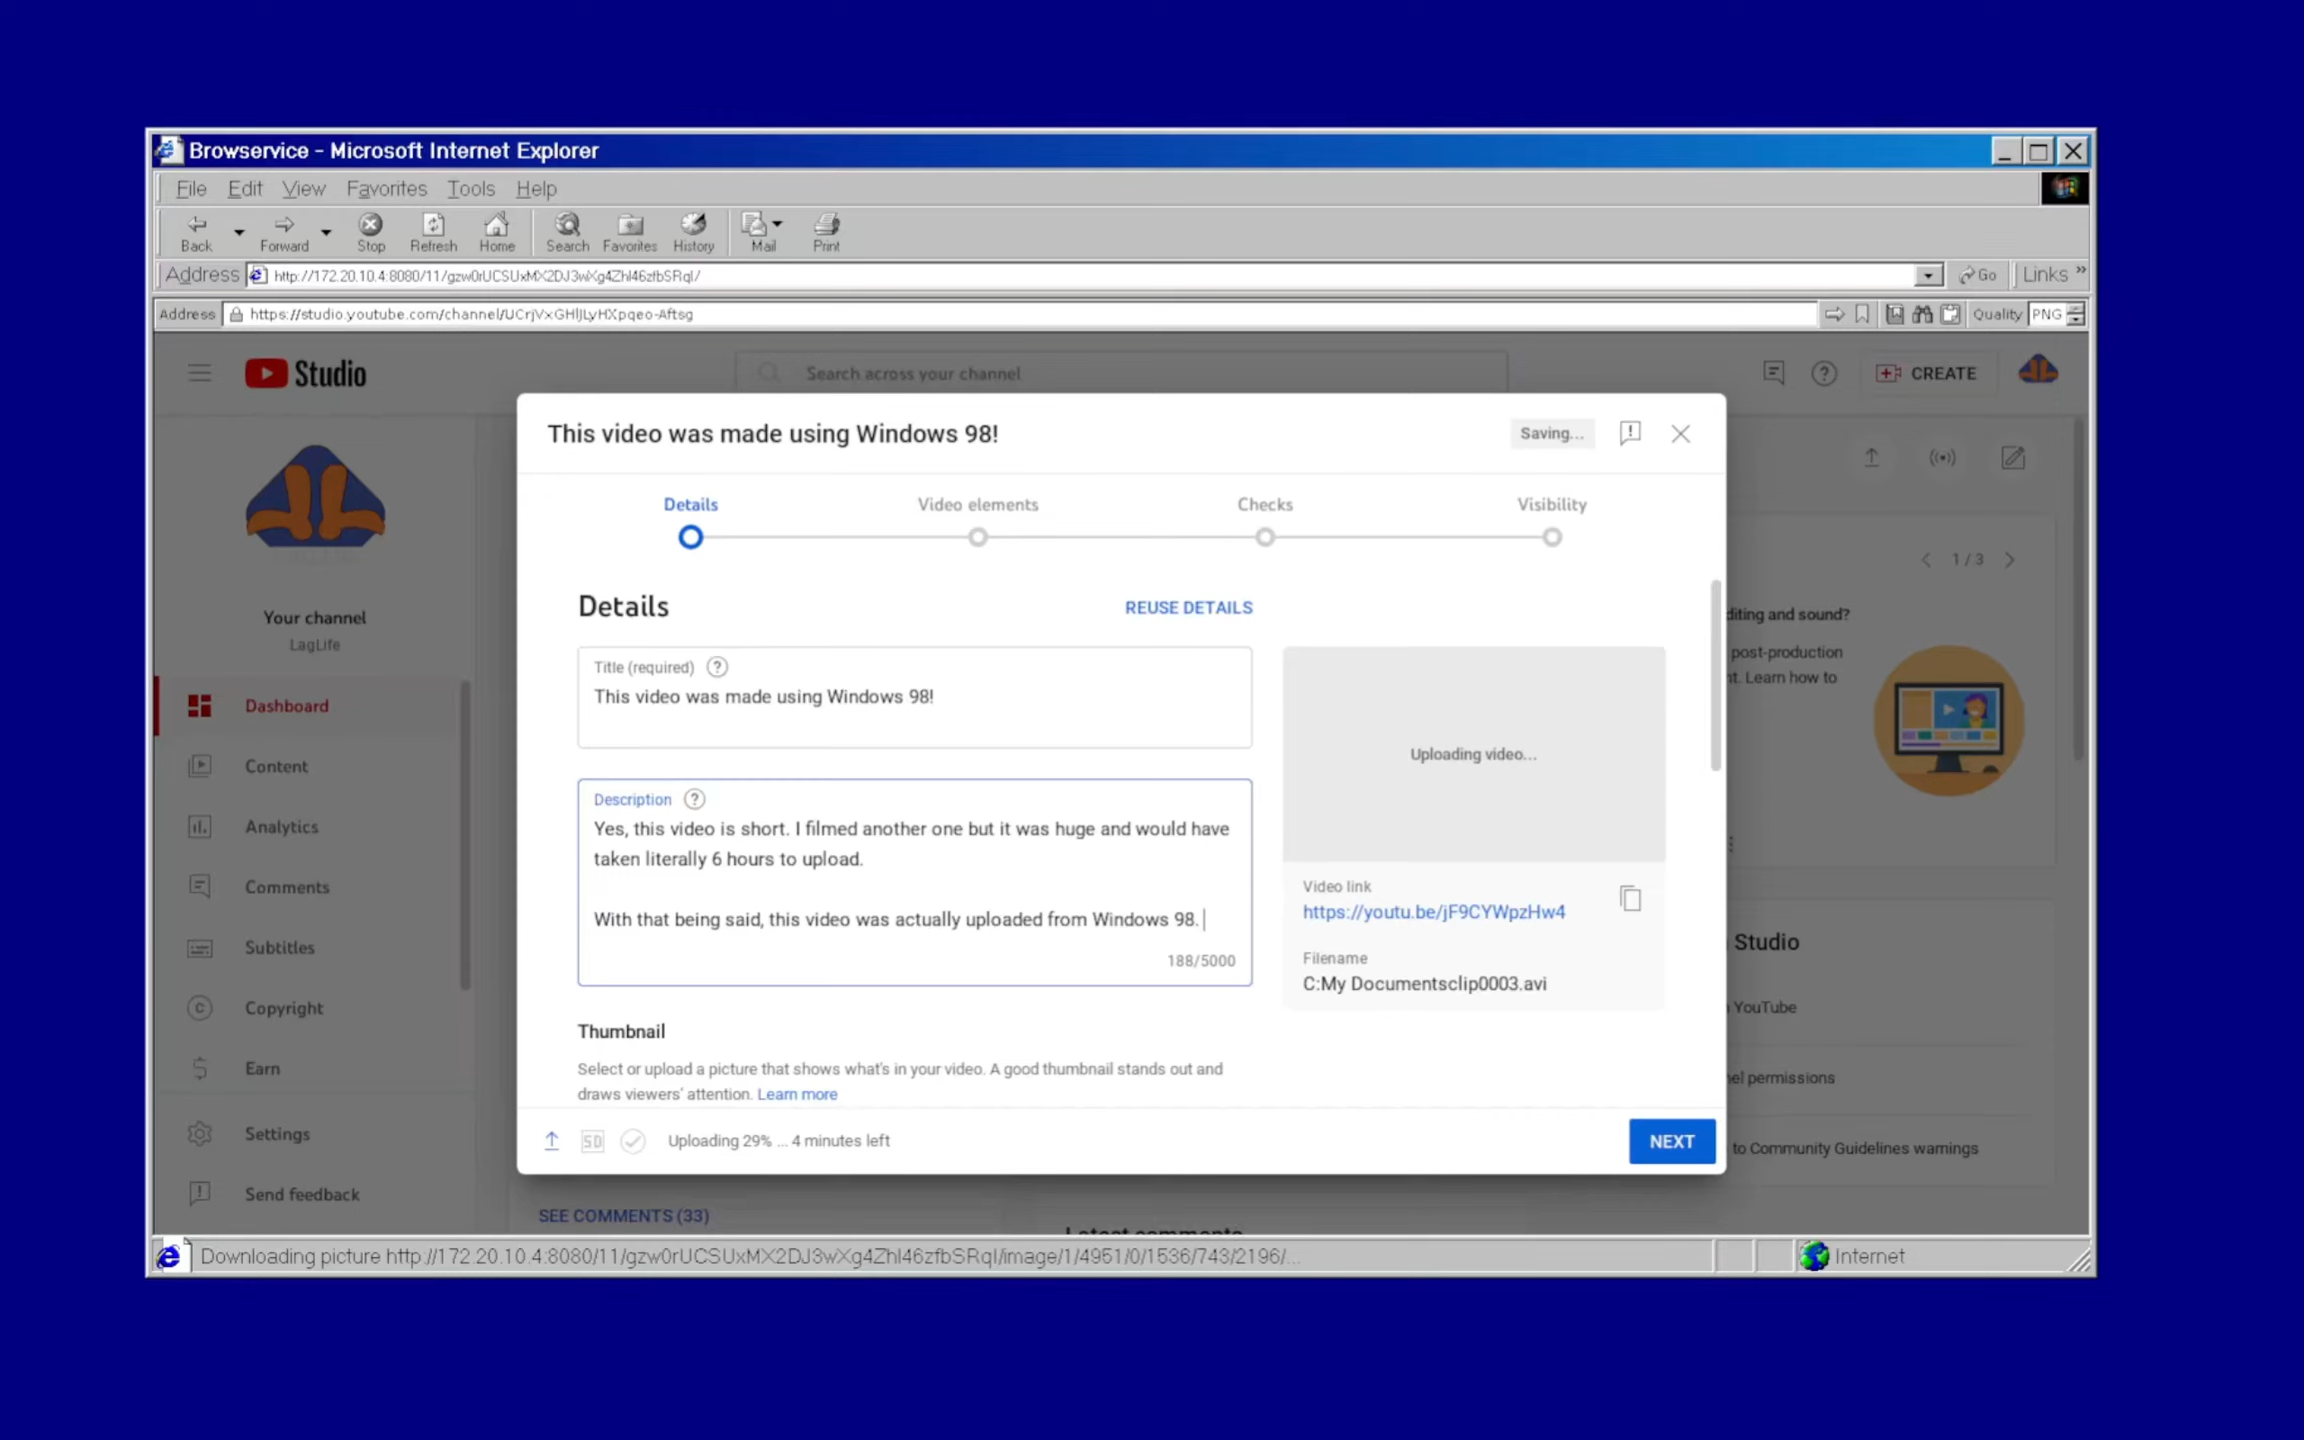 Browservice - Microsoft Internet Explorer
File Edit View Favorites Tools Help
Back Forward Stop Refresh Home Search Favorites History Mail Print
Address http://172.20.10.4:8080/11/gzw0rUCSUxMX2DJ3wXg4Zhl46zfbSRql/ Go Links »
Address https://studio.youtube.com/channel/UCrjVxGHlJLyHXpqeo-Aftsg Quality PNG
Studio
Search across your channel
CREATE
Your channel
LagLife
Dashboard
Content
Analytics
Comments
Subtitles
Copyright
Earn
Settings
Send feedback
This video was made using Windows 98!
Saving...
Details Video elements Checks Visibility
Details
REUSE DETAILS
Title (required)
This video was made using Windows 98!
Description
Yes, this video is short. I filmed another one but it was huge and would have
taken literally 6 hours to upload.
With that being said, this video was actually uploaded from Windows 98.
188/5000
Uploading video...
Video link
https://youtu.be/jF9CYWpzHw4
Filename
C:My Documentsclip0003.avi
Thumbnail
Select or upload a picture that shows what's in your video. A good thumbnail stands out and
draws viewers' attention. Learn more
SD
Uploading 29% ... 4 minutes left
NEXT
1 / 3
diting and sound?
post-production
t. Learn how to
Studio
YouTube
nel permissions
to Community Guidelines warnings
SEE COMMENTS (33)
Latest comments
Downloading picture http://172.20.10.4:8080/11/gzw0rUCSUxMX2DJ3wXg4Zhl46zfbSRql/image/1/4951/0/1536/743/2196/...
Internet